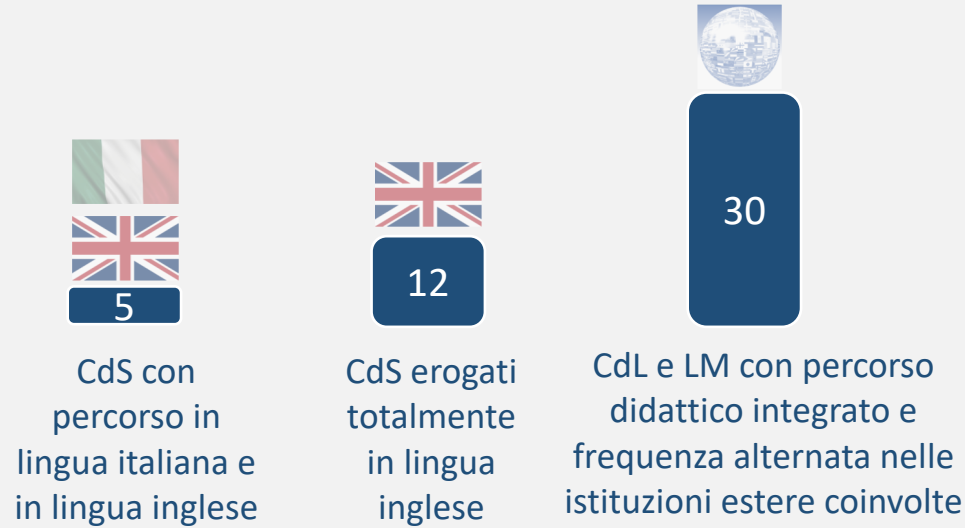 5
CdS con
percorso in
lingua italiana e
in lingua inglese
12
CdS erogati
totalmente
in lingua
inglese
30
CdL e LM con percorso
didattico integrato e
frequenza alternata nelle
istituzioni estere coinvolte